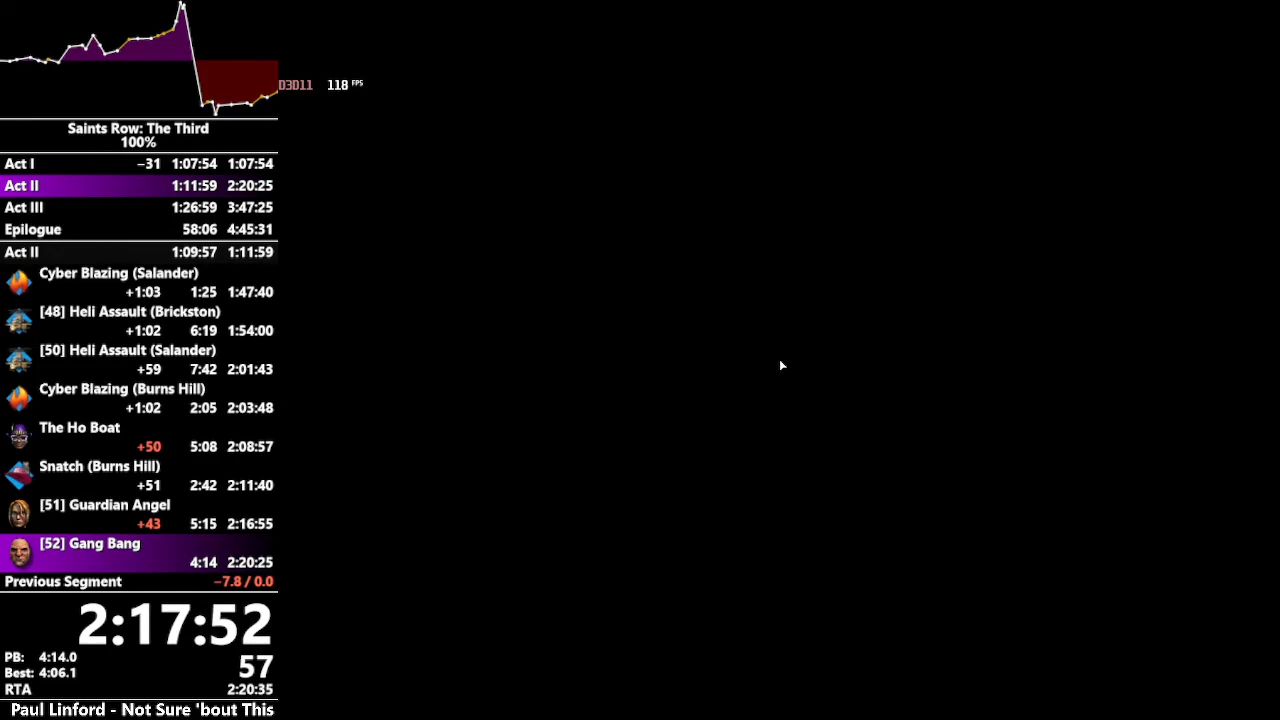 D3D11 118 FPS
Saints Row: The Third
100%
Act I −31 1:07:54 1:07:54
Act II 1:11:59 2:20:25
Act III 1:26:59 3:47:25
Epilogue 58:06 4:45:31
Act II 1:09:57 1:11:59
Cyber Blazing (Salander)
+1:03 1:25 1:47:40
[48] Heli Assault (Brickston)
+1:02 6:19 1:54:00
[50] Heli Assault (Salander)
+59 7:42 2:01:43
Cyber Blazing (Burns Hill)
+1:02 2:05 2:03:48
The Ho Boat
+50 5:08 2:08:57
Snatch (Burns Hill)
+51 2:42 2:11:40
[51] Guardian Angel
+43 5:15 2:16:55
[52] Gang Bang
4:14 2:20:25
Previous Segment −7.8 / 0.0
2:17:52
PB: 4:14.0 57
Best: 4:06.1
RTA 2:20:35
Paul Linford - Not Sure 'bout This